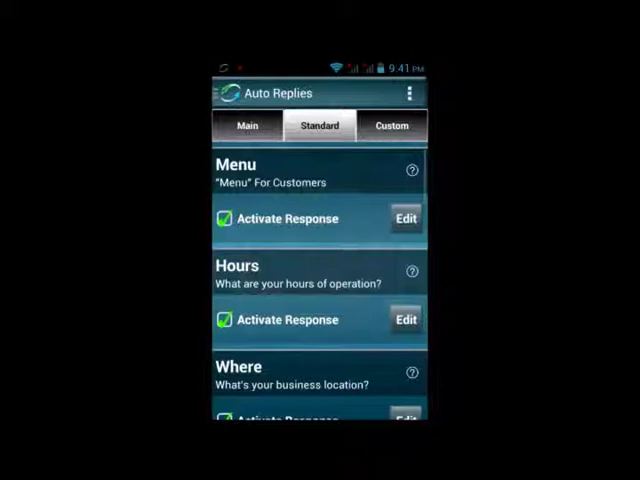 9:41 PM
Auto Replies
Main Standard Custom
Menu
"Menu" For Customers
Activate Response Edit
Hours
What are your hours of operation?
Activate Response Edit
Where
What's your business location?
Activate Response Edit